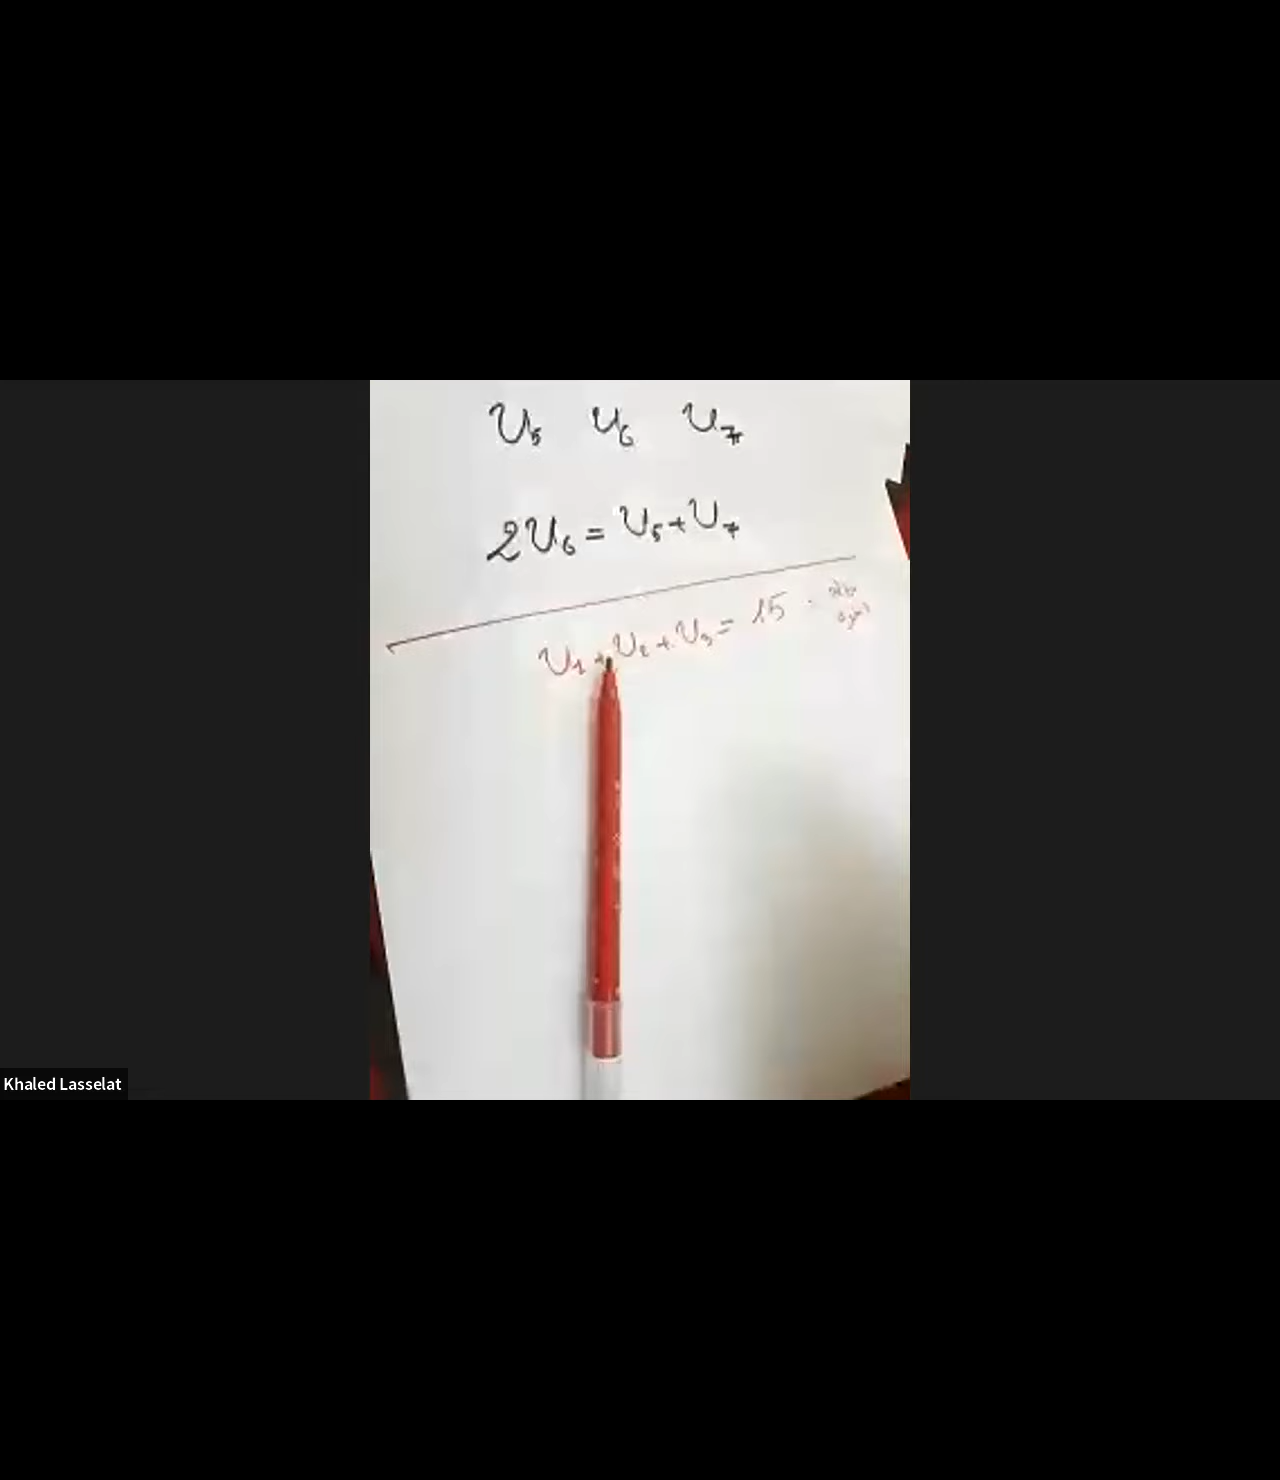 U₅ U₆ U₇
2U₆ = U₅ + U₇
U₁ + U₂ + U₃ = 15
Khaled Lasselat